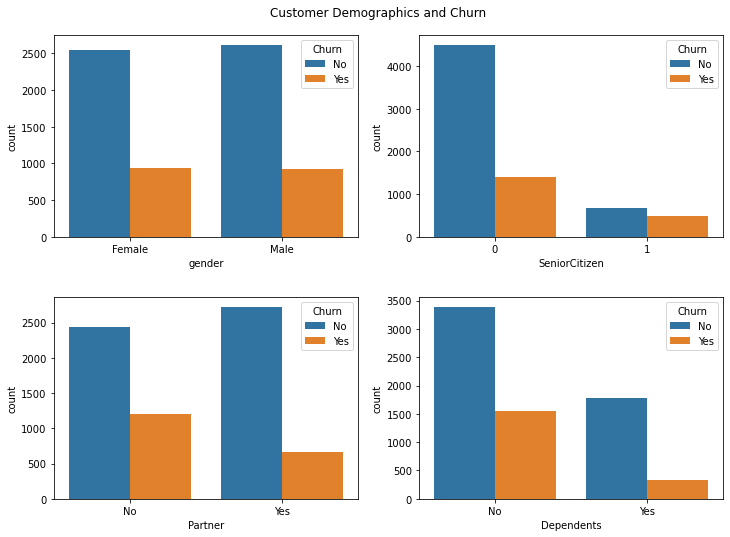 Customer Demographics and Churn
Churn
No
Yes
2500
2000
1500
1000
500
0
count
Female
Male
gender
Churn
No
Yes
4000
3000
2000
1000
0
count
0
1
SeniorCitizen
Churn
No
Yes
2500
2000
1500
1000
500
0
count
No
Yes
Partner
Churn
No
Yes
3500
3000
2500
2000
1500
1000
500
0
count
No
Yes
Dependents